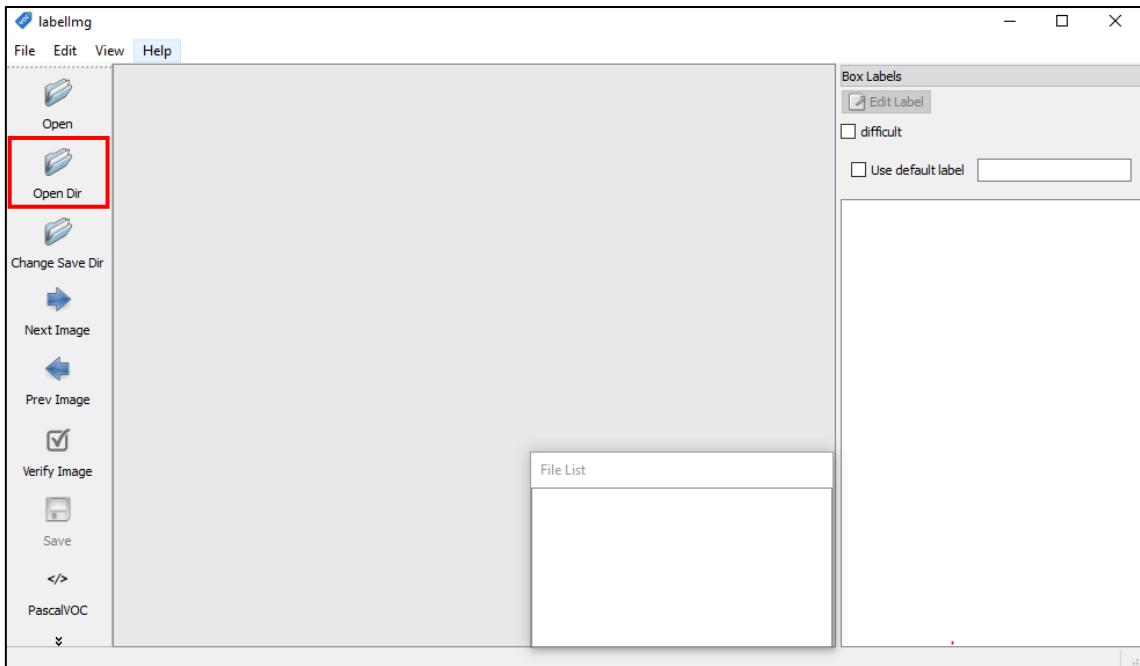 voc labelImg
File Edit View Help
Open
Open Dir
Change Save Dir
Next Image
Prev Image
Verify Image
Save
</>
PascalVOC
Box Labels
Edit Label
difficult
Use default label
File List